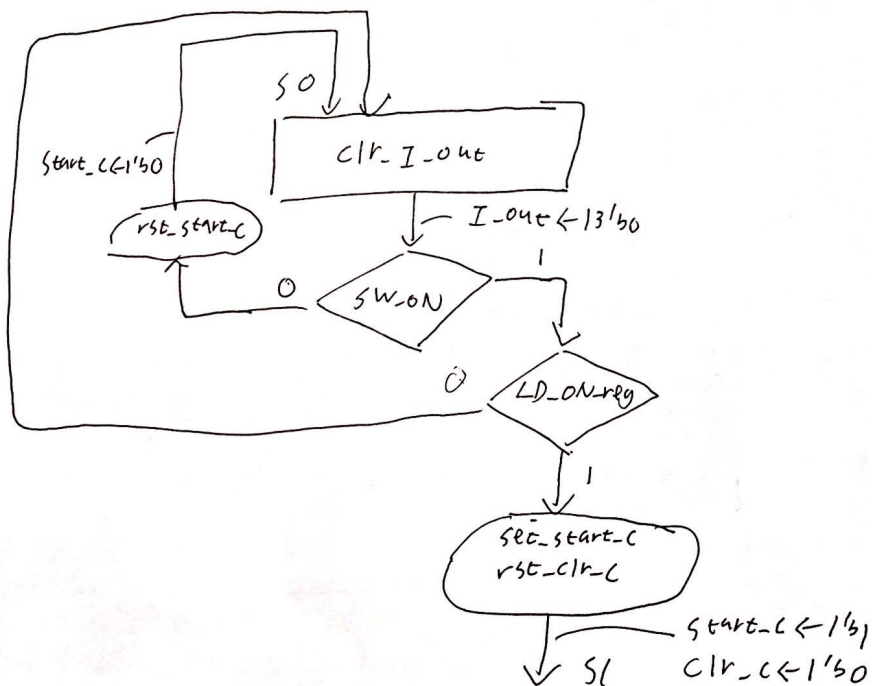 S0
clr_I_out
start_c←1'b0
rst_start_c
I_out←13'b0
0
SW_ON
1
0
LD_ON_reg
1
set_start_c
rst_clr_c
start_c←1'b1
S1
clr_c←1'b0